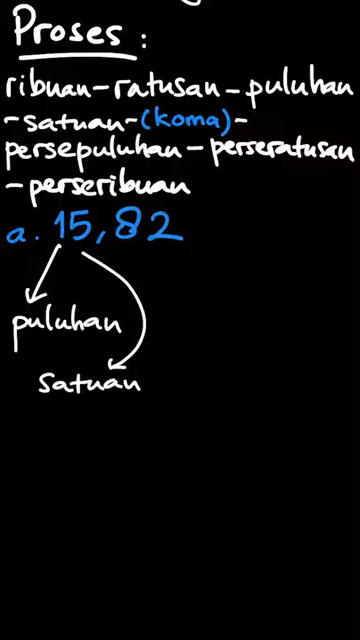 Proses :
ribuan - ratusan - puluhan
- satuan - (koma) -
persepuluhan - perseratusan
- perseribuan
a. 15, 82
puluhan
satuan